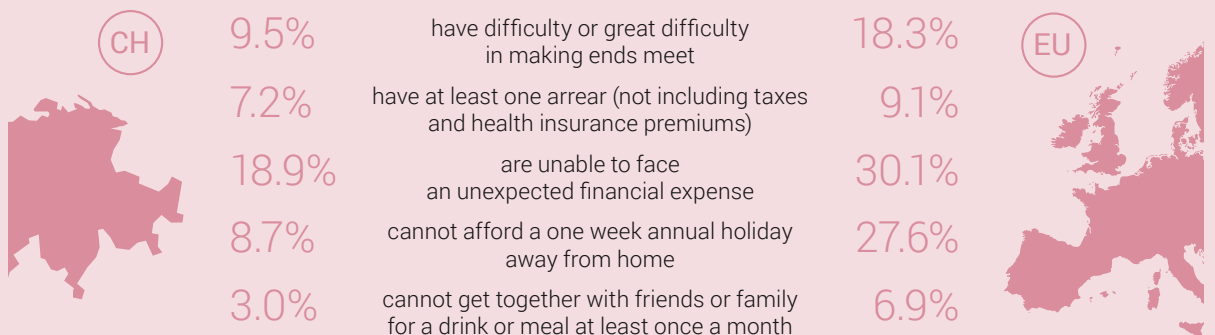 CH
EU
9.5%
have difficulty or great difficulty
in making ends meet
18.3%
7.2%
have at least one arrear (not including taxes
and health insurance premiums)
9.1%
18.9%
are unable to face
an unexpected financial expense
30.1%
8.7%
cannot afford a one week annual holiday
away from home
27.6%
3.0%
cannot get together with friends or family
for a drink or meal at least once a month
6.9%